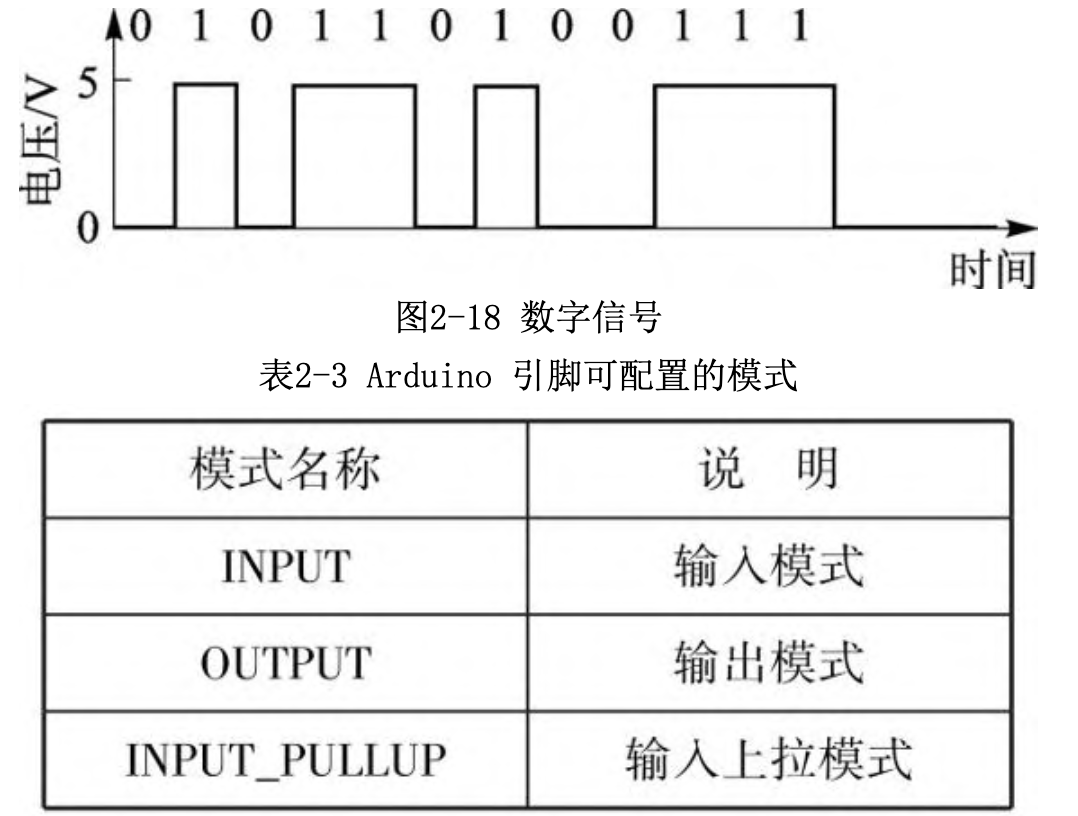 0 1 0 1 1 0 1 0 0 1 1 1
电压/V
5
0
时间
图2-18 数字信号
表2-3 Arduino 引脚可配置的模式
模式名称 说 明
INPUT 输入模式
OUTPUT 输出模式
INPUT_PULLUP 输入上拉模式